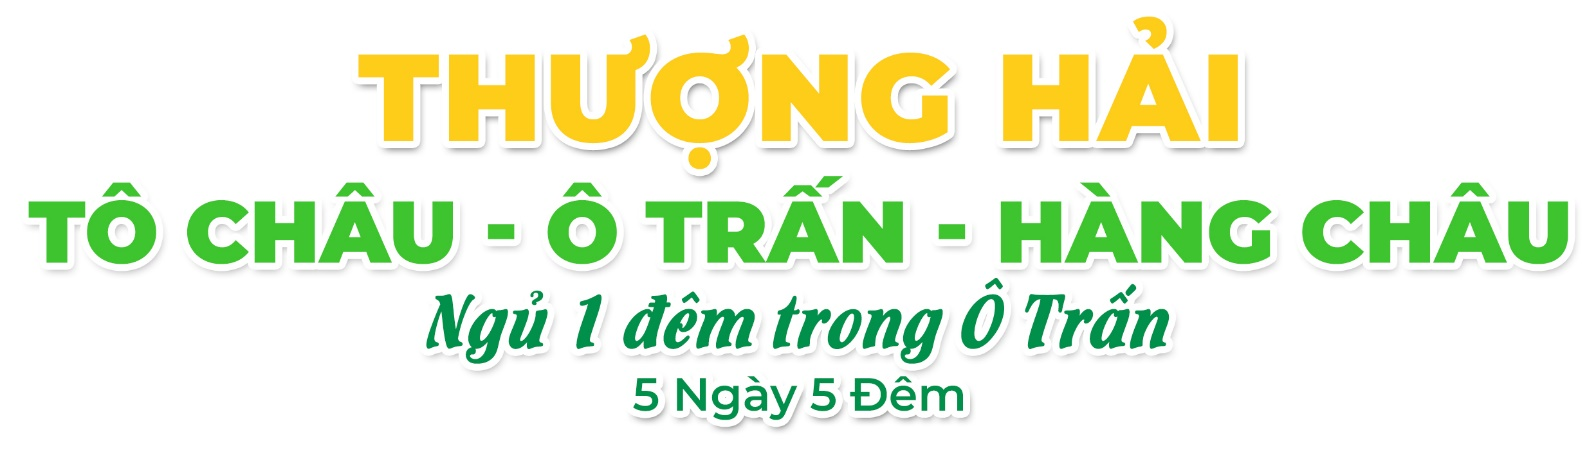 THƯỢNG HẢI
TÔ CHÂU - Ô TRẤN - HÀNG CHÂU
Ngủ 1 đêm trong Ô Trấn
5 Ngày 5 Đêm